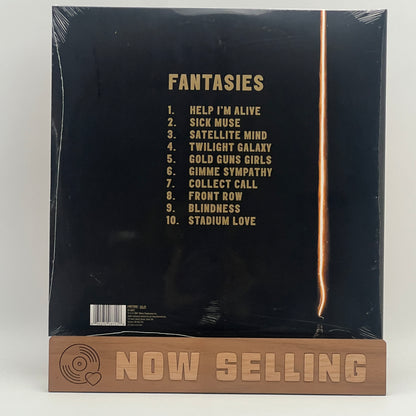 FANTASIES
1. HELP I'M ALIVE
2. SICK MUSE
3. SATELLITE MIND
4. TWILIGHT GALAXY
5. GOLD GUNS GIRLS
6. GIMME SYMPATHY
7. COLLECT CALL
8. FRONT ROW
9. BLINDNESS
10. STADIUM LOVE
NOW SELLING